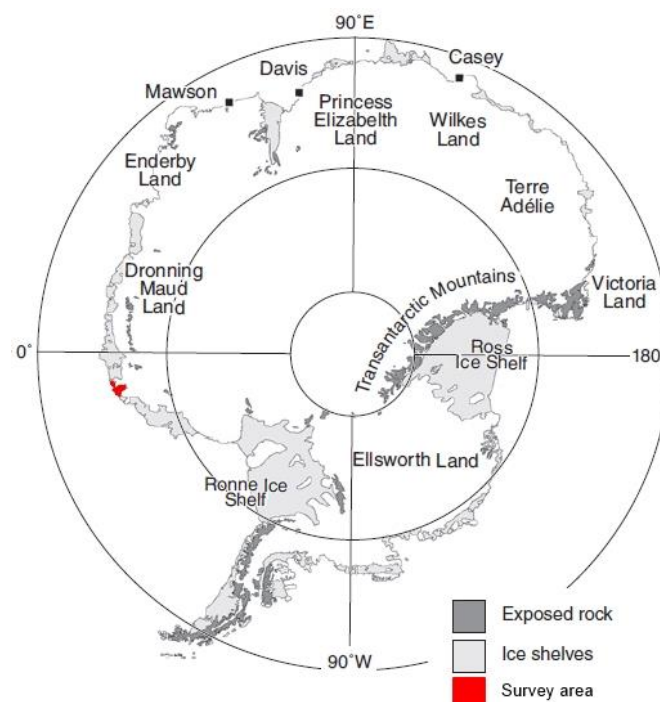 90˚E
Casey
Davis
Mawson
Princess
Elizabelth
Land
Wilkes
Land
Enderby
Land
Terre
Adélie
Dronning
Maud
Land
Transantarctic Mountains
Victoria
Land
0˚
Ross
Ice Shelf
180
Ellsworth Land
Ronne Ice
Shelf
90˚W
Exposed rock
Ice shelves
Survey area